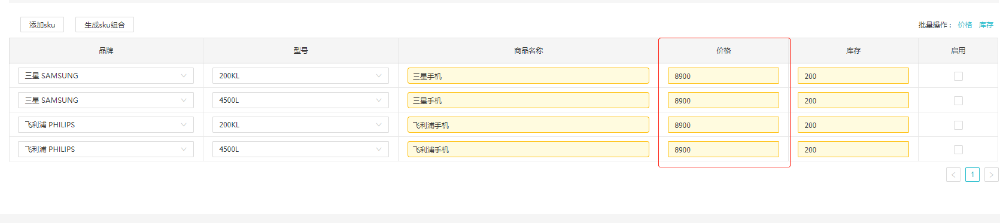 添加sku 生成sku组合 批量操作： 价格 库存
品牌 型号 商品名称 价格 库存 启用
三星 SAMSUNG 200KL 三星手机 8900 200
三星 SAMSUNG 4500L 三星手机 8900 200
飞利浦 PHILIPS 200KL 飞利浦手机 8900 200
飞利浦 PHILIPS 4500L 飞利浦手机 8900 200
1